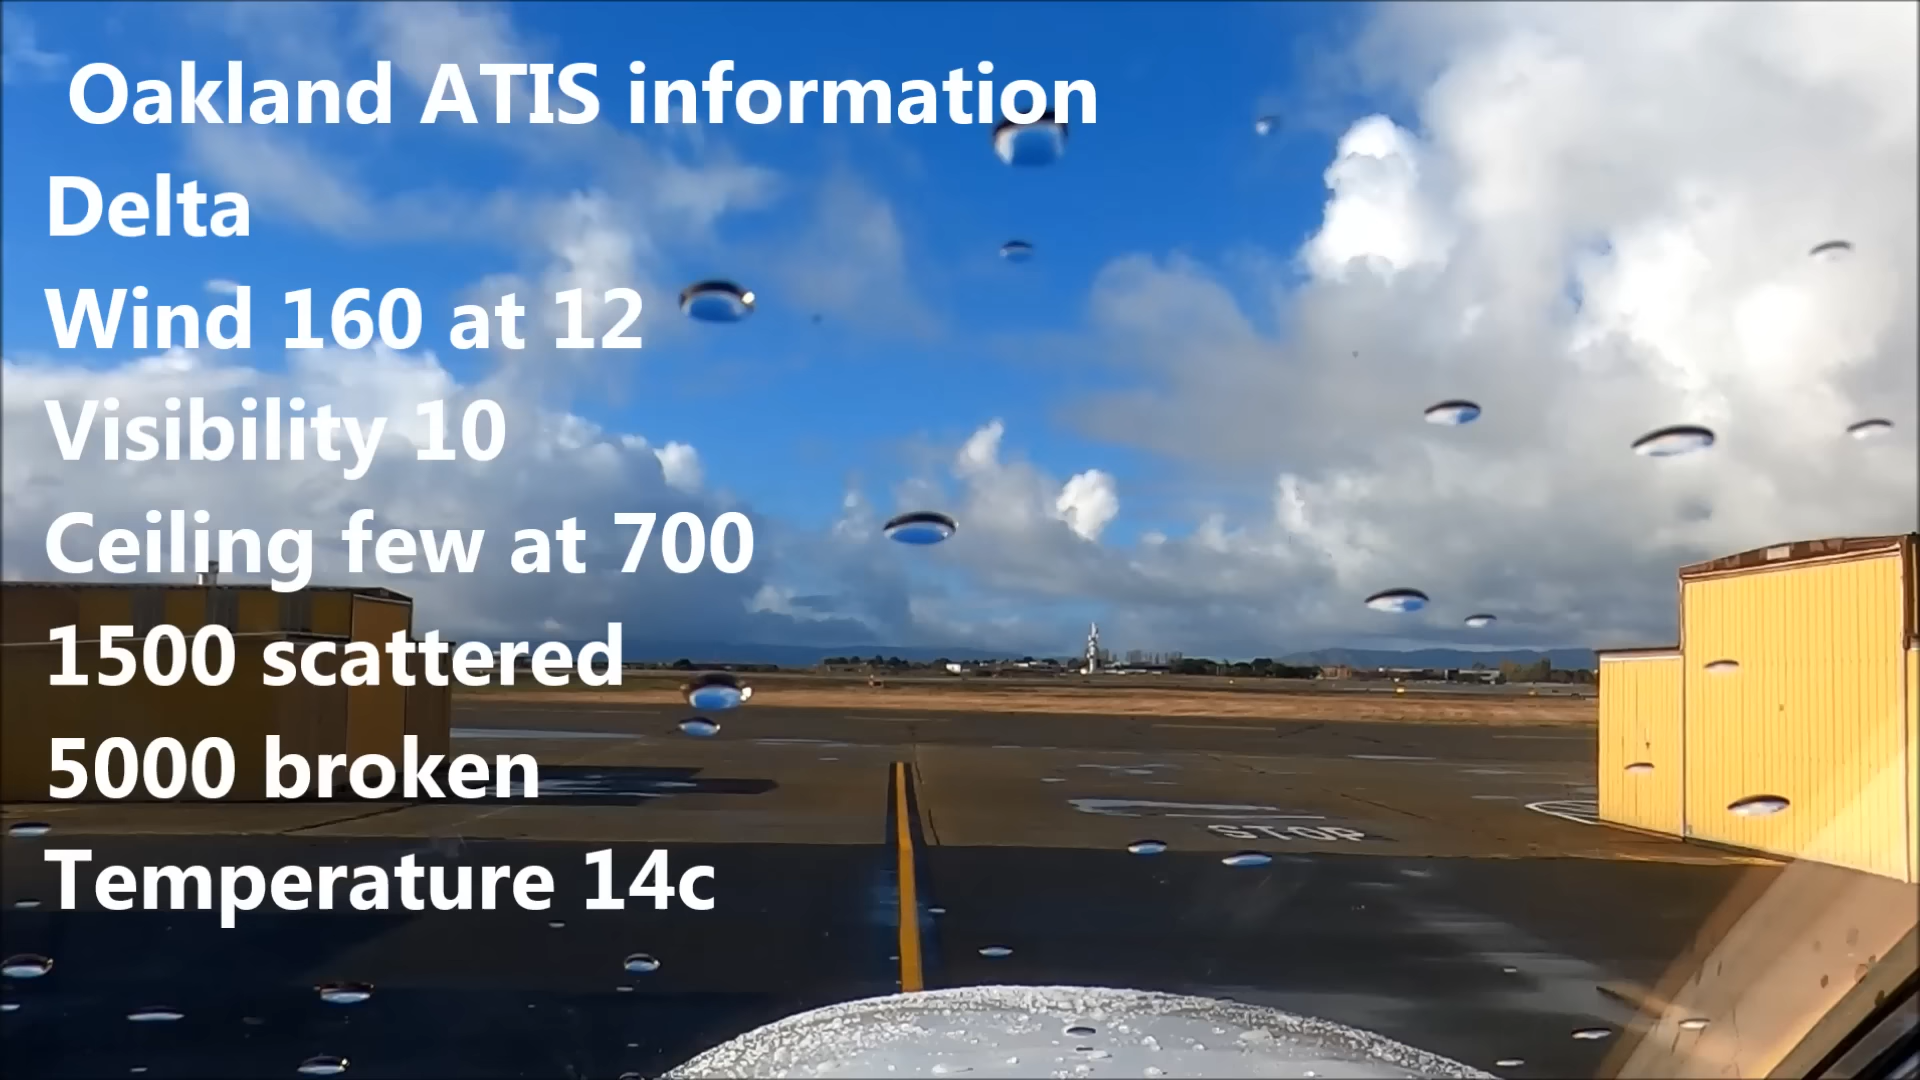 Oakland ATIS information
Delta
Wind 160 at 12
Visibility 10
Ceiling few at 700
1500 scattered
5000 broken
Temperature 14c
STOP